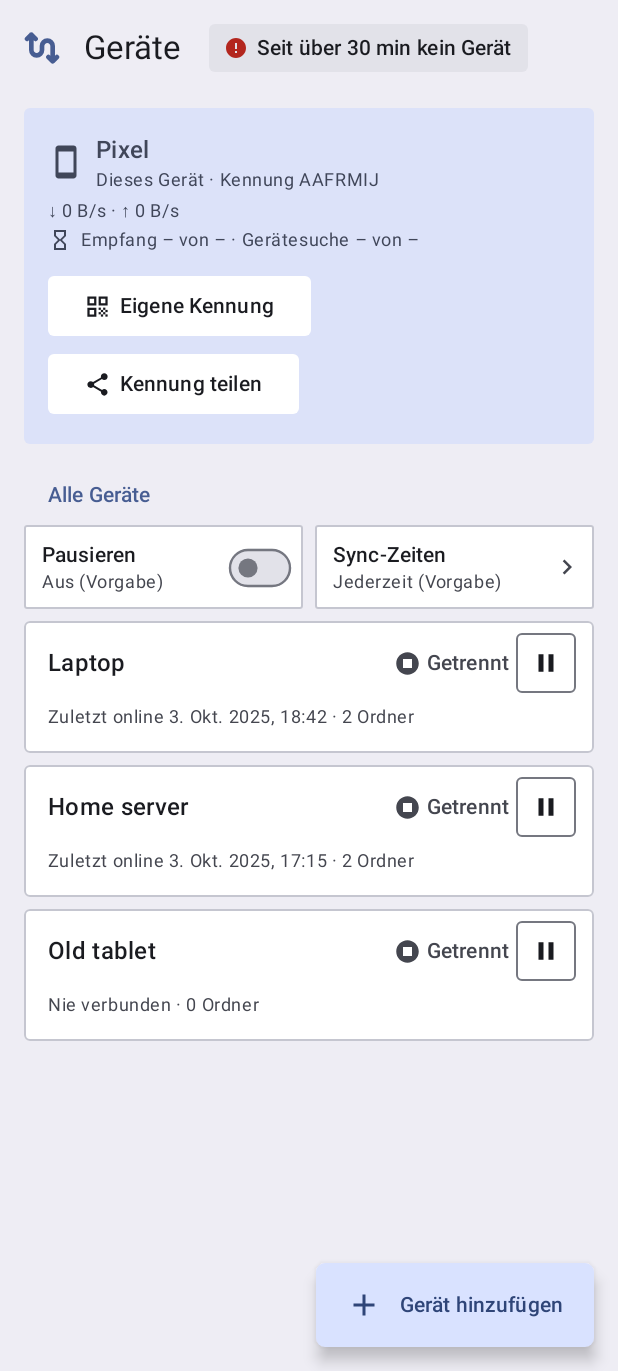 Geräte
Seit über 30 min kein Gerät
Pixel
Dieses Gerät · Kennung AAFRMIJ
↓ 0 B/s · ↑ 0 B/s
Empfang – von – · Gerätesuche – von –
Eigene Kennung
Kennung teilen
Alle Geräte
Pausieren
Aus (Vorgabe)
Sync-Zeiten
Jederzeit (Vorgabe)
Laptop
Getrennt
Zuletzt online 3. Okt. 2025, 18:42 · 2 Ordner
Home server
Getrennt
Zuletzt online 3. Okt. 2025, 17:15 · 2 Ordner
Old tablet
Getrennt
Nie verbunden · 0 Ordner
Gerät hinzufügen